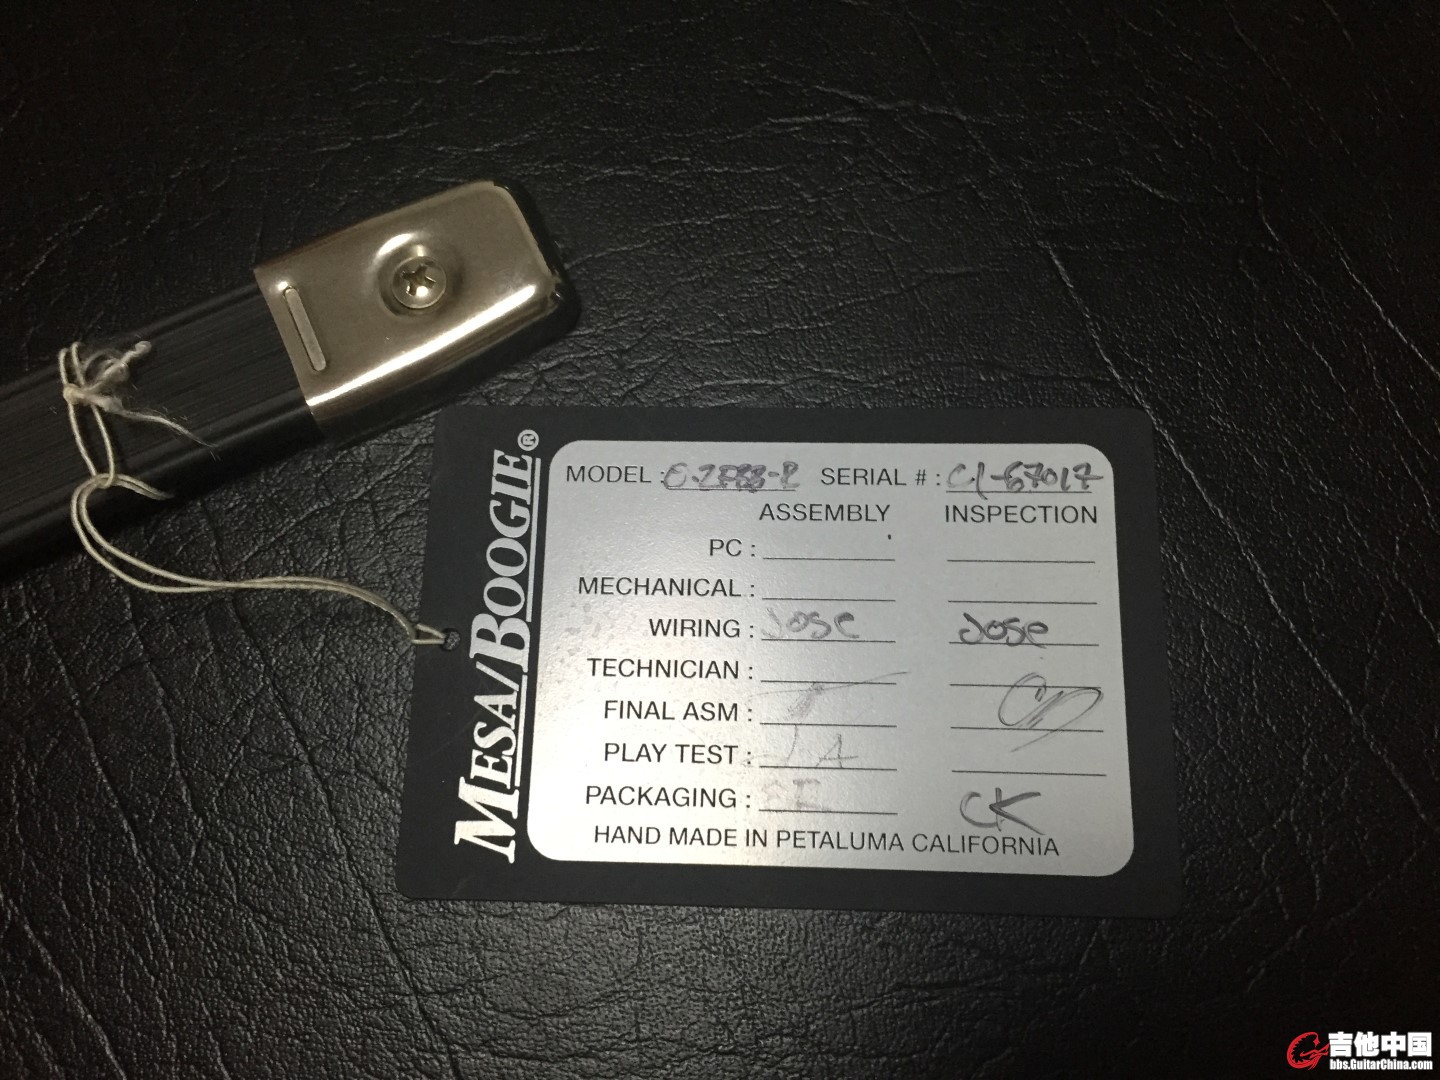 MESA/BOOGIE®
MODEL : SERIAL # : C1-67017
ASSEMBLY INSPECTION
PC :
MECHANICAL :
WIRING : Jose Jose
TECHNICIAN :
FINAL ASM :
PLAY TEST :
PACKAGING : CK
HAND MADE IN PETALUMA CALIFORNIA
吉他中国
bbs.GuitarChina.com